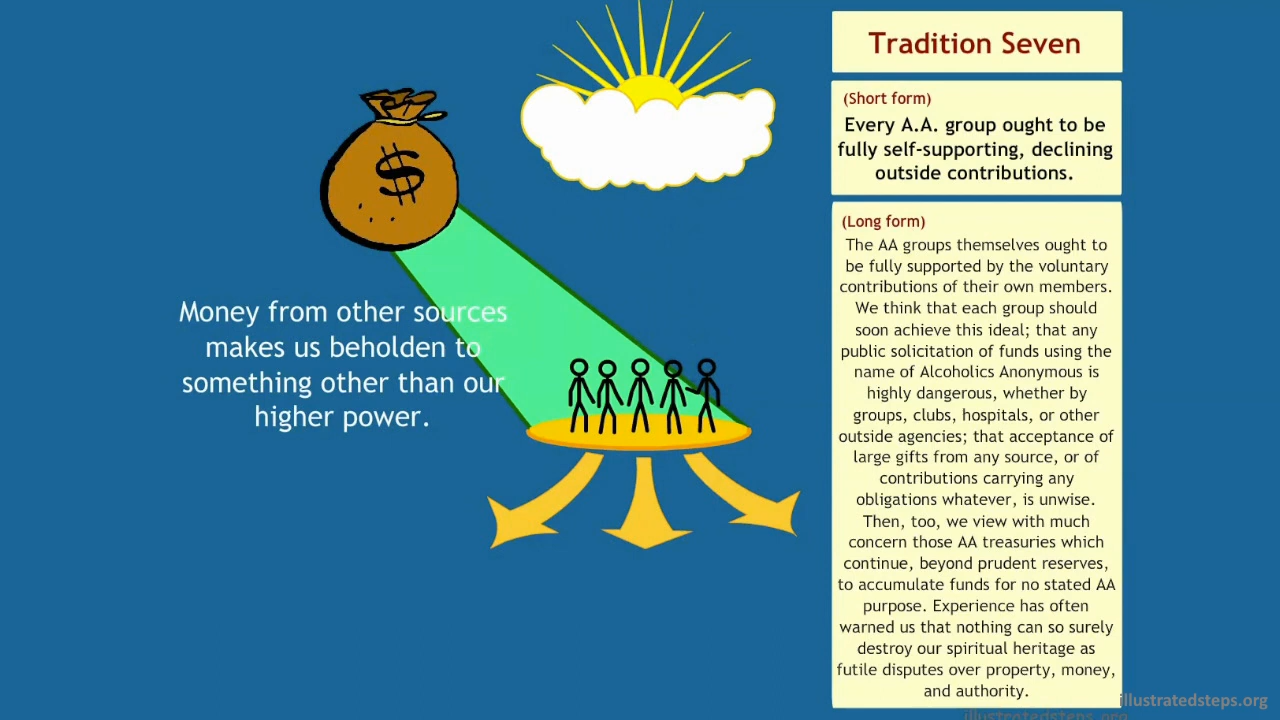 Money from other sources
makes us beholden to
something other than our
higher power.
$
Tradition Seven
(Short form)
Every A.A. group ought to be
fully self-supporting, declining
outside contributions.
(Long form)
The AA groups themselves ought to
be fully supported by the voluntary
contributions of their own members.
We think that each group should
soon achieve this ideal; that any
public solicitation of funds using the
name of Alcoholics Anonymous is
highly dangerous, whether by
groups, clubs, hospitals, or other
outside agencies; that acceptance of
large gifts from any source, or of
contributions carrying any
obligations whatever, is unwise.
Then, too, we view with much
concern those AA treasuries which
continue, beyond prudent reserves,
to accumulate funds for no stated AA
purpose. Experience has often
warned us that nothing can so surely
destroy our spiritual heritage as
futile disputes over property, money,
and authority.
illustratedsteps.org
illustratedsteps.org